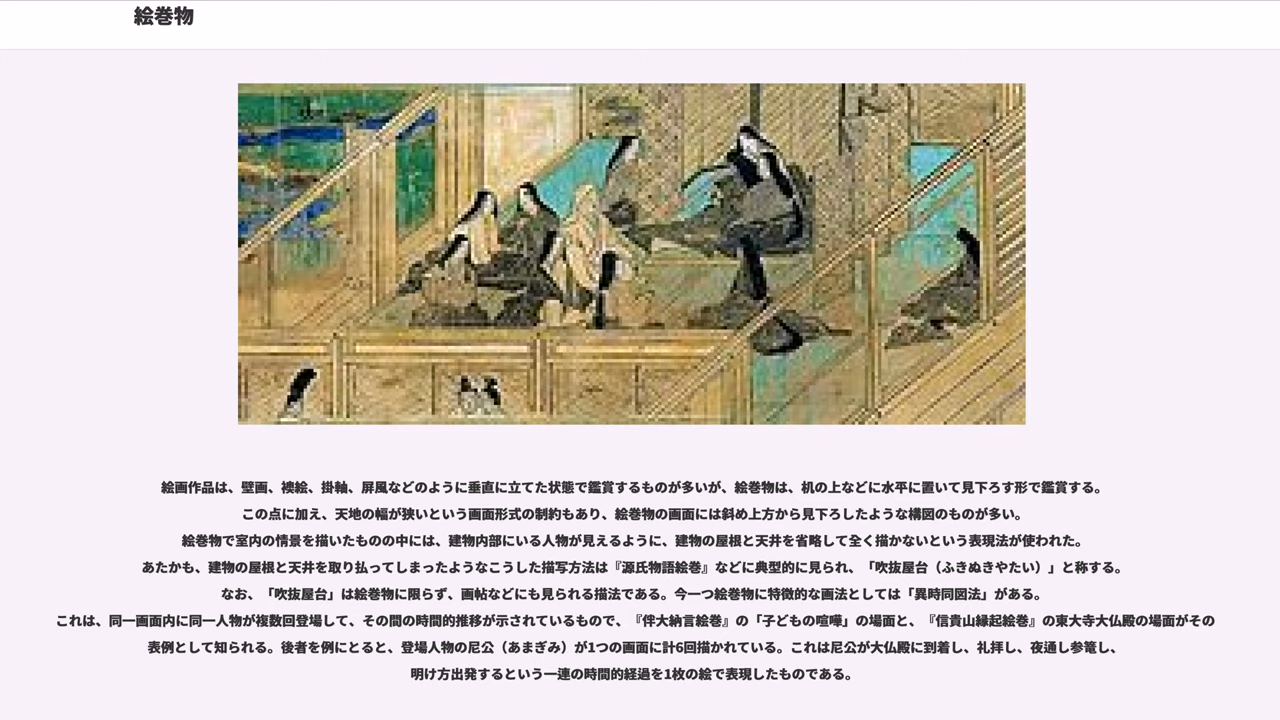 絵巻物
絵画作品は、壁画、襖絵、掛軸、屏風などのように垂直に立てた状態で鑑賞するものが多いが、絵巻物は、机の上などに水平に置いて見下ろす形で鑑賞する。
この点に加え、天地の幅が狭いという画面形式の制約もあり、絵巻物の画面には斜め上方から見下ろしたような構図のものが多い。
絵巻物で室内の情景を描いたものの中には、建物内部にいる人物が見えるように、建物の屋根と天井を省略して全く描かないという表現法が使われた。
あたかも、建物の屋根と天井を取り払ってしまったようなこうした描写方法は『源氏物語絵巻』などに典型的に見られ、「吹抜屋台（ふきぬきやたい）」と称する。
なお、「吹抜屋台」は絵巻物に限らず、画帖などにも見られる描法である。今一つ絵巻物に特徴的な画法としては「異時同図法」がある。
これは、同一画面内に同一人物が複数回登場して、その間の時間的推移が示されているもので、『伴大納言絵巻』の「子どもの喧嘩」の場面と、『信貴山縁起絵巻』の東大寺大仏殿の場面がその
表例として知られる。後者を例にとると、登場人物の尼公（あまぎみ）が1つの画面に計6回描かれている。これは尼公が大仏殿に到着し、礼拝し、夜通し参篭し、
明け方出発するという一連の時間的経過を1枚の絵で表現したものである。